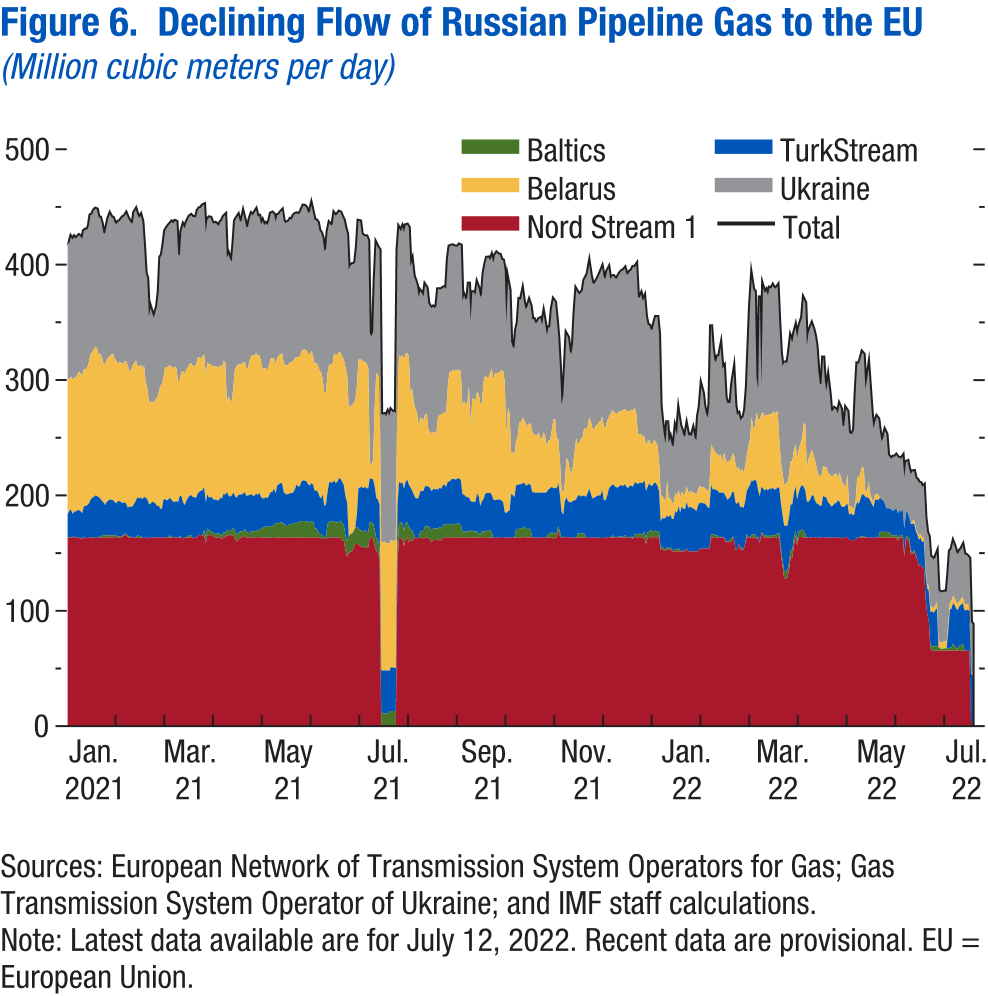 Figure 6. Declining Flow of Russian Pipeline Gas to the EU
(Million cubic meters per day)
500
Baltics
TurkStream
Belarus
Ukraine
Nord Stream 1
Total
400
300
200
100
0
Jan. Mar. May Jul. Sep. Nov. Jan. Mar. May Jul.
2021 21 21 21 21 21 22 22 22 22
Sources: European Network of Transmission System Operators for Gas; Gas
Transmission System Operator of Ukraine; and IMF staff calculations.
Note: Latest data available are for July 12, 2022. Recent data are provisional. EU =
European Union.